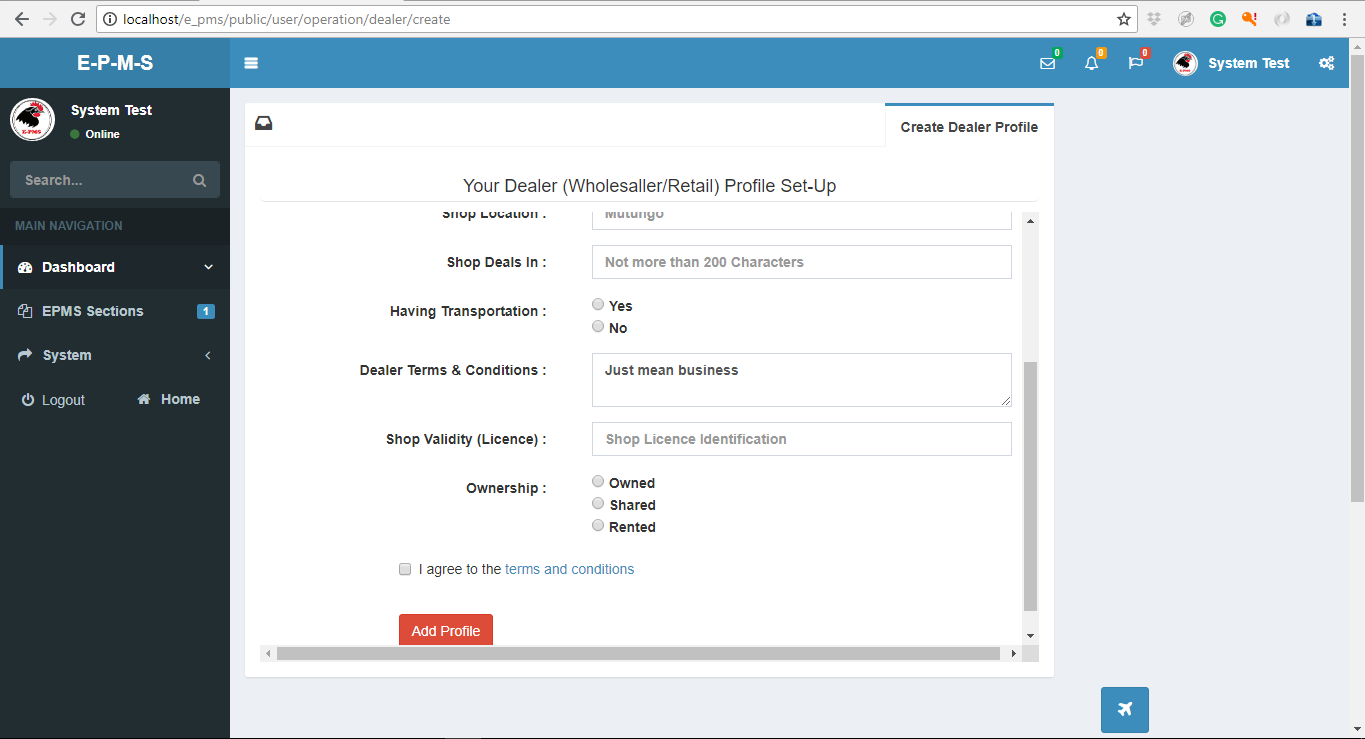 localhost/e_pms/public/user/operation/dealer/create
E-P-M-S
0
0
0
System Test
System Test
Online
Search...
MAIN NAVIGATION
Dashboard
EPMS Sections
1
System
Logout
Home
Create Dealer Profile
Your Dealer (Wholesaller/Retail) Profile Set-Up
Shop Location :
Mutungo
Shop Deals In :
Not more than 200 Characters
Having Transportation :
Yes
No
Dealer Terms & Conditions :
Just mean business
Shop Validity (Licence) :
Shop Licence Identification
Ownership :
Owned
Shared
Rented
I agree to the terms and conditions
Add Profile